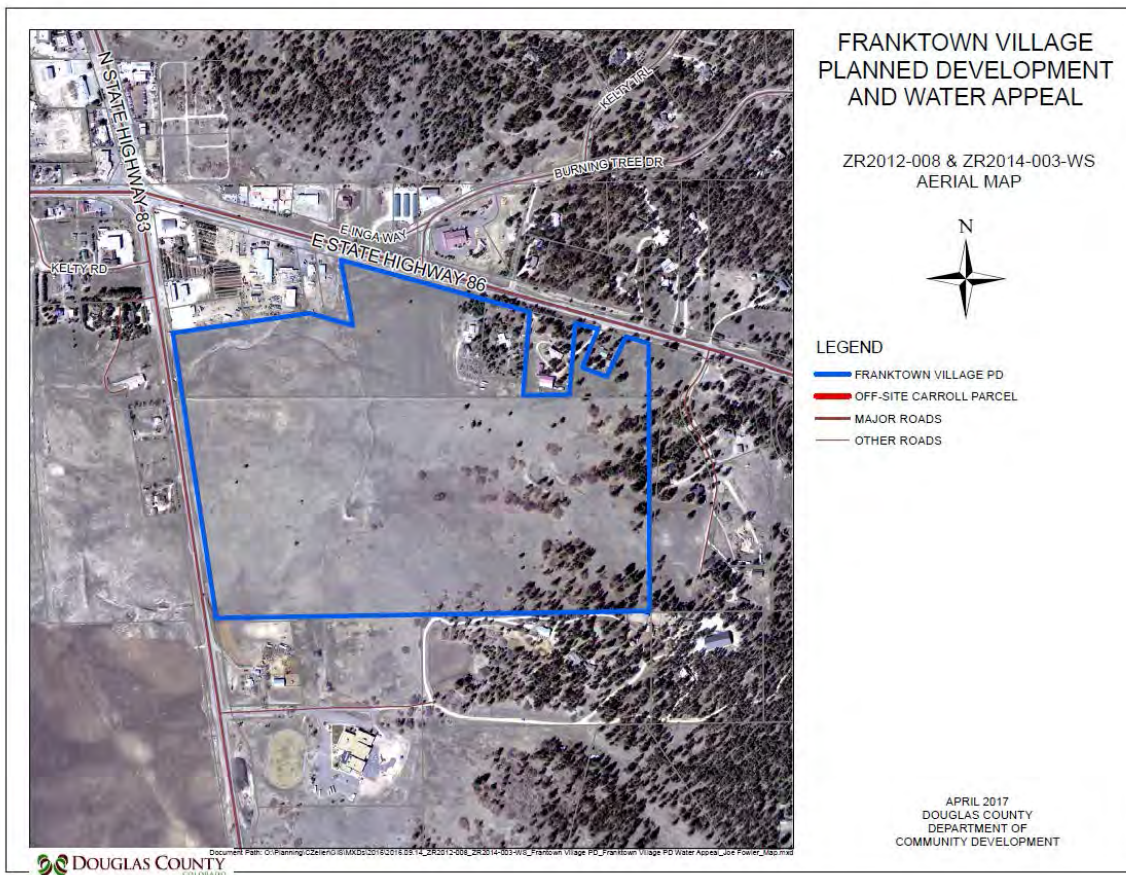 FRANKTOWN VILLAGE
PLANNED DEVELOPMENT
AND WATER APPEAL
ZR2012-008 & ZR2014-003-WS
AERIAL MAP
N
LEGEND
FRANKTOWN VILLAGE PD
OFF-SITE CARROLL PARCEL
MAJOR ROADS
OTHER ROADS
N STATE HIGHWAY 83
KELTY TRL
BURNING TREE DR
E INGA WAY
E STATE HIGHWAY 86
KELTY RD
APRIL 2017
DOUGLAS COUNTY
DEPARTMENT OF
COMMUNITY DEVELOPMENT
DOUGLAS COUNTY
COLORADO